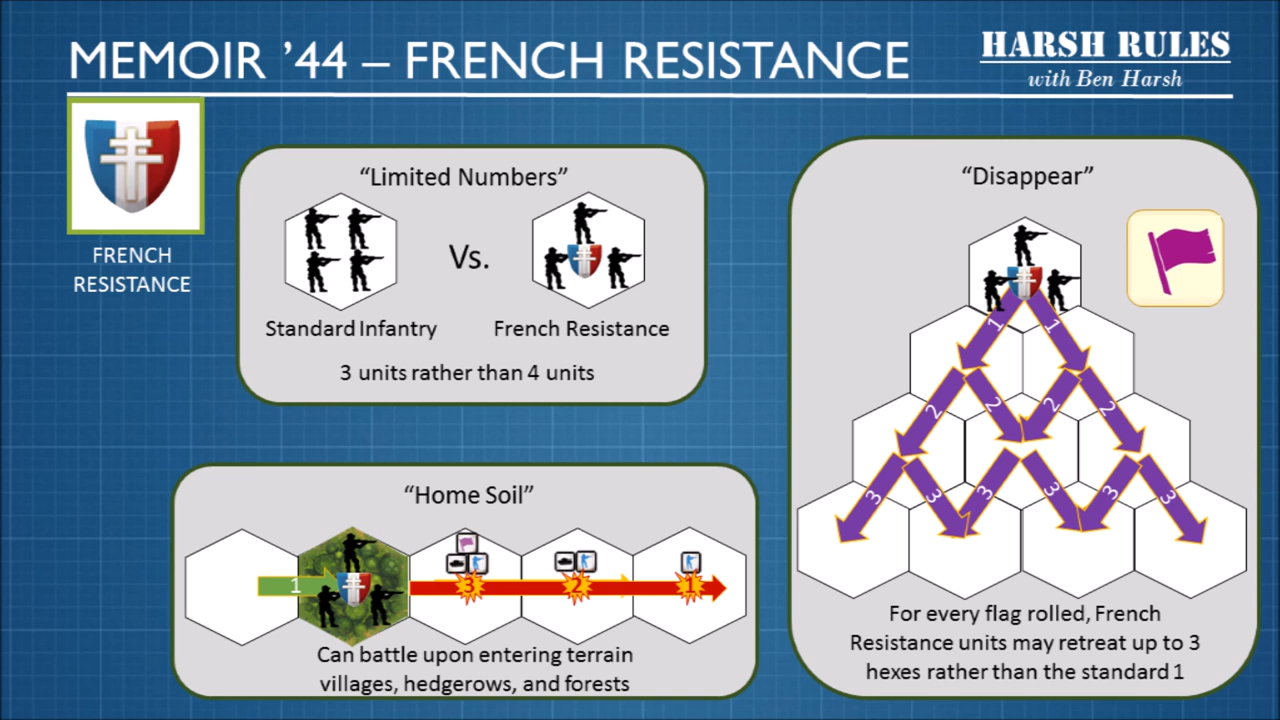 MEMOIR ’44 – FRENCH RESISTANCE
HARSH RULES
with Ben Harsh
FRENCH
RESISTANCE
“Limited Numbers”
Vs.
Standard Infantry
French Resistance
3 units rather than 4 units
“Home Soil”
1
3
2
1
Can battle upon entering terrain
villages, hedgerows, and forests
“Disappear”
1 1
2 2 2 2
3 3 3 3 3 3
For every flag rolled, French
Resistance units may retreat up to 3
hexes rather than the standard 1